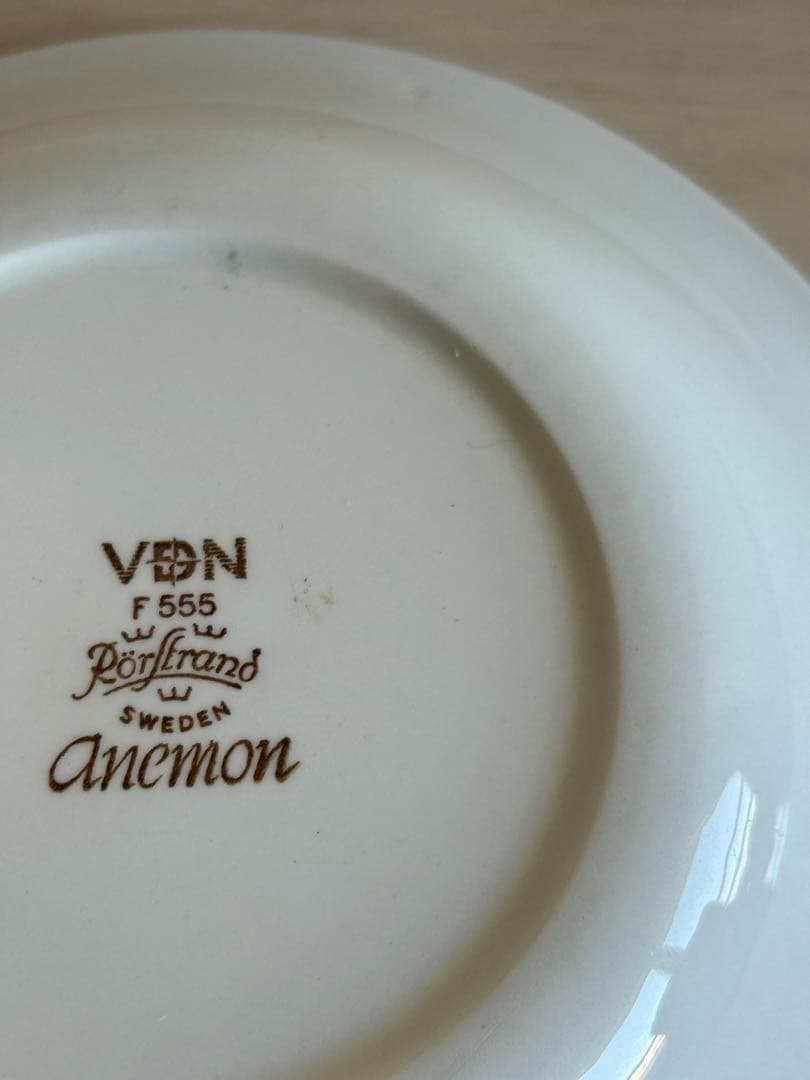 VDN
F 555
Rörstrand
SWEDEN
anemon